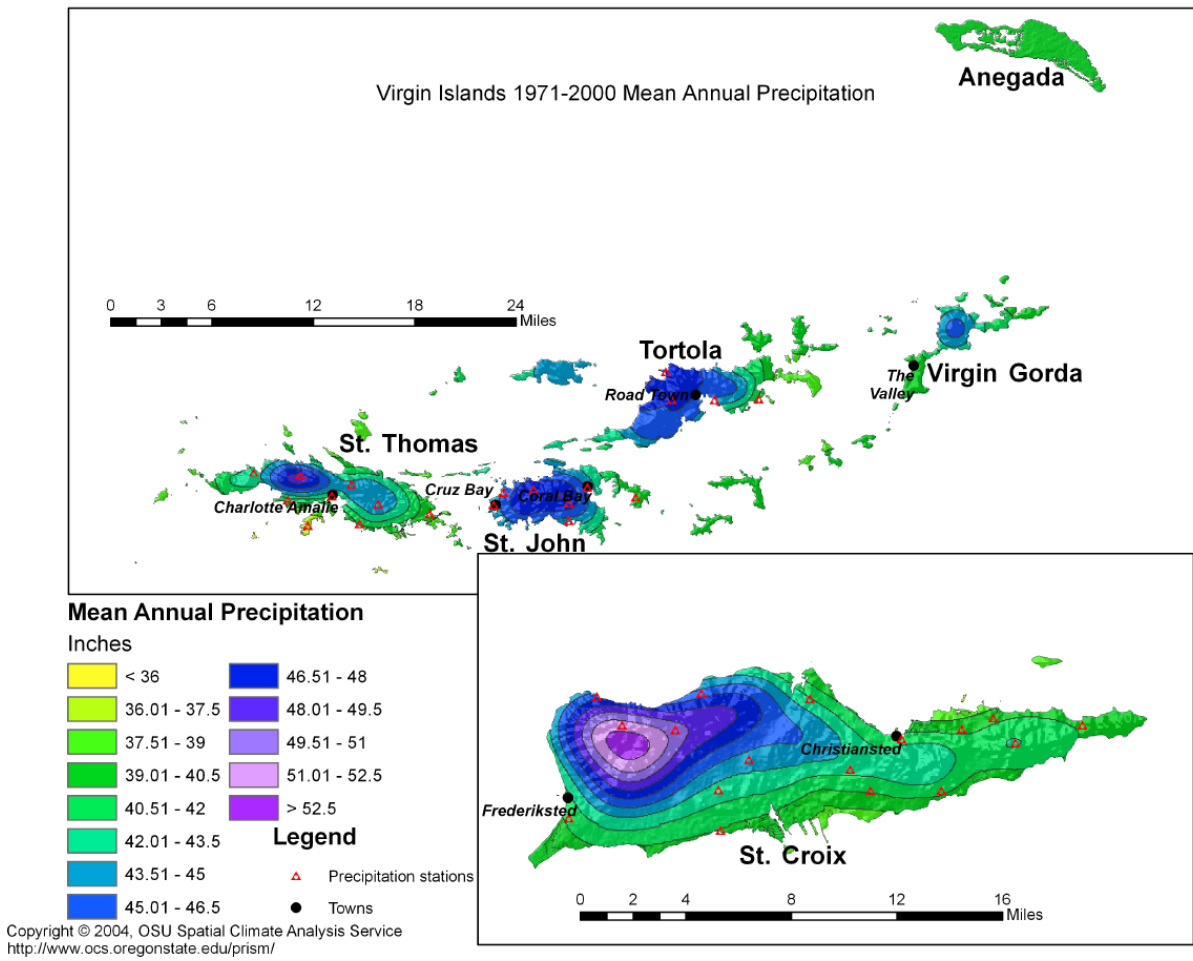 Anegada
Virgin Islands 1971-2000 Mean Annual Precipitation
0 3 6 12 18 24
Miles
Tortola
Road Town
The
Valley
Virgin Gorda
St. Thomas
Charlotte Amalie
Cruz Bay
Coral Bay
St. John
Mean Annual Precipitation
Inches
< 36
36.01 - 37.5
37.51 - 39
39.01 - 40.5
40.51 - 42
42.01 - 43.5
43.51 - 45
45.01 - 46.5
46.51 - 48
48.01 - 49.5
49.51 - 51
51.01 - 52.5
> 52.5
Legend
Precipitation stations
Towns
Christiansted
Frederiksted
St. Croix
0 2 4 8 12 16
Miles
Copyright © 2004, OSU Spatial Climate Analysis Service
http://www.ocs.oregonstate.edu/prism/